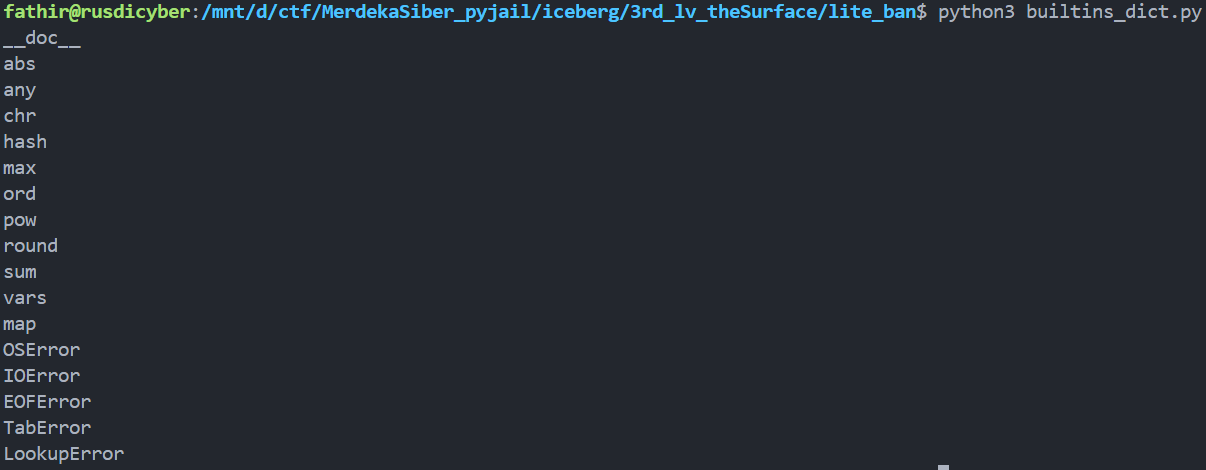 fathir@rusdicyber:/mnt/d/ctf/MerdekaSiber_pyjail/iceberg/3rd_lv_theSurface/lite_ban$ python3 builtins_dict.py
__doc__
abs
any
chr
hash
max
ord
pow
round
sum
vars
map
OSError
IOError
EOFError
TabError
LookupError